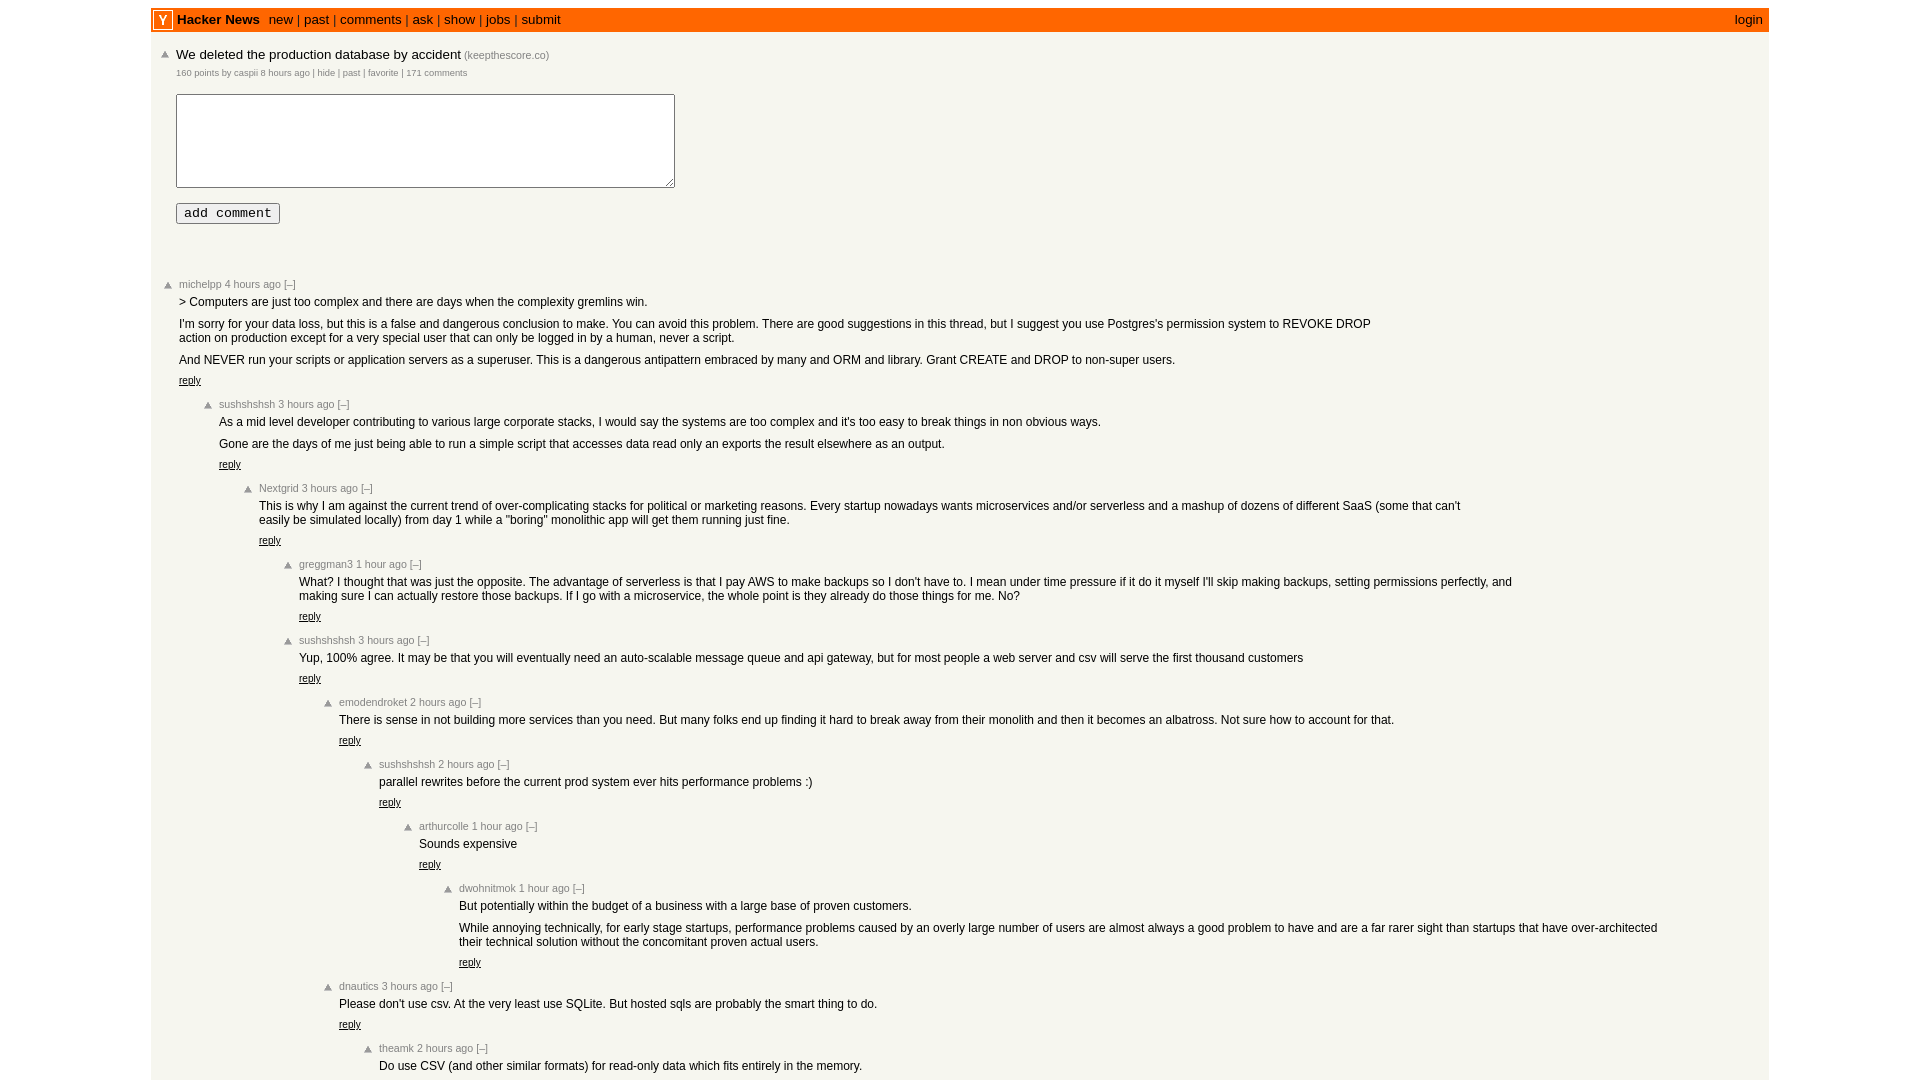 Y Hacker News new | past | comments | ask | show | jobs | submit login
We deleted the production database by accident (keepthescore.co)
160 points by caspii 8 hours ago | hide | past | favorite | 171 comments
add comment
michelpp 4 hours ago [–]
> Computers are just too complex and there are days when the complexity gremlins win.
I'm sorry for your data loss, but this is a false and dangerous conclusion to make. You can avoid this problem. There are good suggestions in this thread, but I suggest you use Postgres's permission system to REVOKE DROP
action on production except for a very special user that can only be logged in by a human, never a script.
And NEVER run your scripts or application servers as a superuser. This is a dangerous antipattern embraced by many and ORM and library. Grant CREATE and DROP to non-super users.
reply
sushshshsh 3 hours ago [–]
As a mid level developer contributing to various large corporate stacks, I would say the systems are too complex and it's too easy to break things in non obvious ways.
Gone are the days of me just being able to run a simple script that accesses data read only an exports the result elsewhere as an output.
reply
Nextgrid 3 hours ago [–]
This is why I am against the current trend of over-complicating stacks for political or marketing reasons. Every startup nowadays wants microservices and/or serverless and a mashup of dozens of different SaaS (some that can't
easily be simulated locally) from day 1 while a "boring" monolithic app will get them running just fine.
reply
greggman3 1 hour ago [–]
What? I thought that was just the opposite. The advantage of serverless is that I pay AWS to make backups so I don't have to. I mean under time pressure if it do it myself I'll skip making backups, setting permissions perfectly, and
making sure I can actually restore those backups. If I go with a microservice, the whole point is they already do those things for me. No?
reply
sushshshsh 3 hours ago [–]
Yup, 100% agree. It may be that you will eventually need an auto-scalable message queue and api gateway, but for most people a web server and csv will serve the first thousand customers
reply
emodendroket 2 hours ago [–]
There is sense in not building more services than you need. But many folks end up finding it hard to break away from their monolith and then it becomes an albatross. Not sure how to account for that.
reply
sushshshsh 2 hours ago [–]
parallel rewrites before the current prod system ever hits performance problems :)
reply
arthurcolle 1 hour ago [–]
Sounds expensive
reply
dwohnitmok 1 hour ago [–]
But potentially within the budget of a business with a large base of proven customers.
While annoying technically, for early stage startups, performance problems caused by an overly large number of users are almost always a good problem to have and are a far rarer sight than startups that have over-architected
their technical solution without the concomitant proven actual users.
reply
dnautics 3 hours ago [–]
Please don't use csv. At the very least use SQLite. But hosted sqls are probably the smart thing to do.
reply
theamk 2 hours ago [–]
Do use CSV (and other similar formats) for read-only data which fits entirely in the memory.